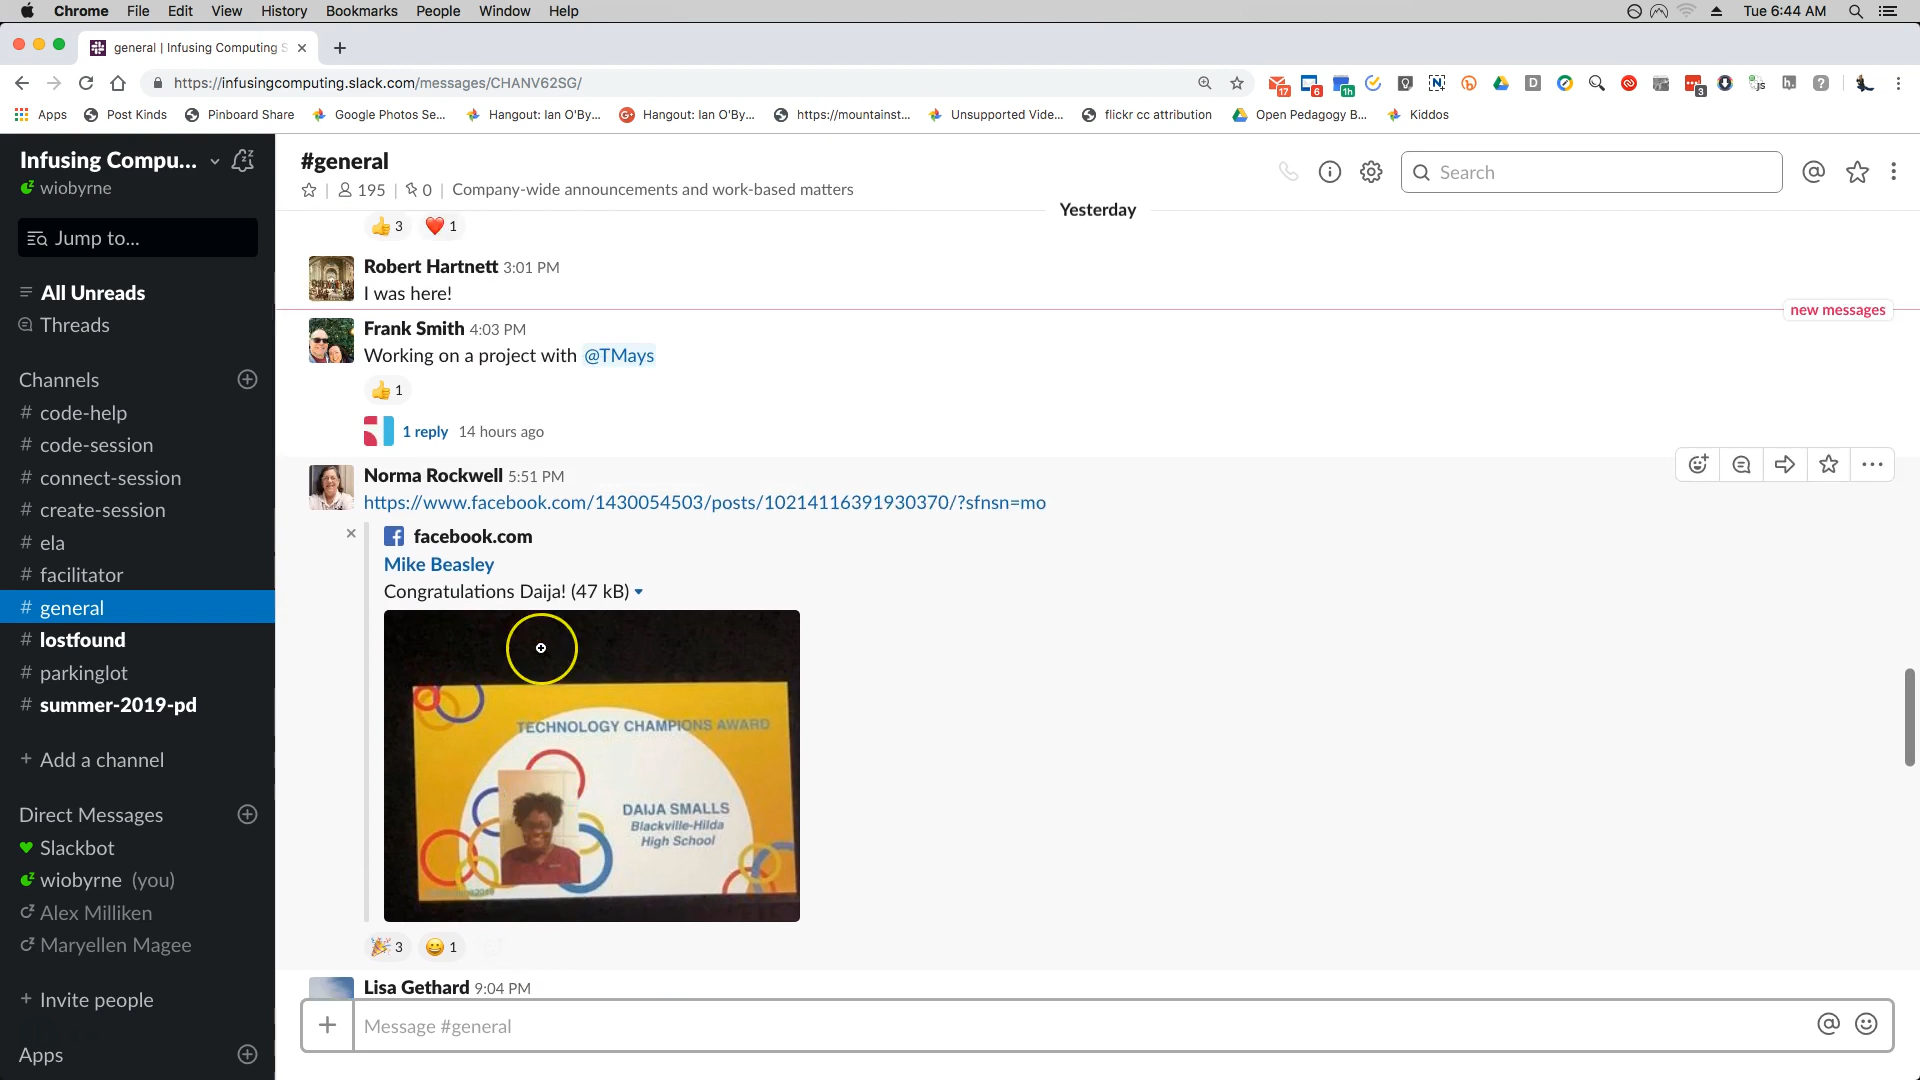 Chrome File Edit View History Bookmarks People Window Help Tue 6:44 AM
general | Infusing Computing S
https://infusingcomputing.slack.com/messages/CHANV62SG/
17 6 1h 3
Apps Post Kinds Pinboard Share Google Photos Se... Hangout: Ian O'By... Hangout: Ian O'By... https://mountainst... Unsupported Vide... flickr cc attribution Open Pedagogy B... Kiddos
Infusing Compu...
wiobyrne
Jump to...
All Unreads
Threads
Channels
# code-help
# code-session
# connect-session
# create-session
# ela
# facilitator
# general
# lostfound
# parkinglot
# summer-2019-pd
+ Add a channel
Direct Messages
Slackbot
wiobyrne (you)
Alex Milliken
Maryellen Magee
+ Invite people
Apps
#general
195 | 0 | Company-wide announcements and work-based matters
Search
Yesterday
3 1
Robert Hartnett 3:01 PM
I was here!
new messages
Frank Smith 4:03 PM
Working on a project with @TMays
1
1 reply 14 hours ago
Norma Rockwell 5:51 PM
https://www.facebook.com/1430054503/posts/10214116391930370/?sfnsn=mo
facebook.com
Mike Beasley
Congratulations Daija! (47 kB)
TECHNOLOGY CHAMPIONS AWARD
DAIJA SMALLS
Blackville-Hilda
High School
3 1
Lisa Gethard 9:04 PM
Message #general